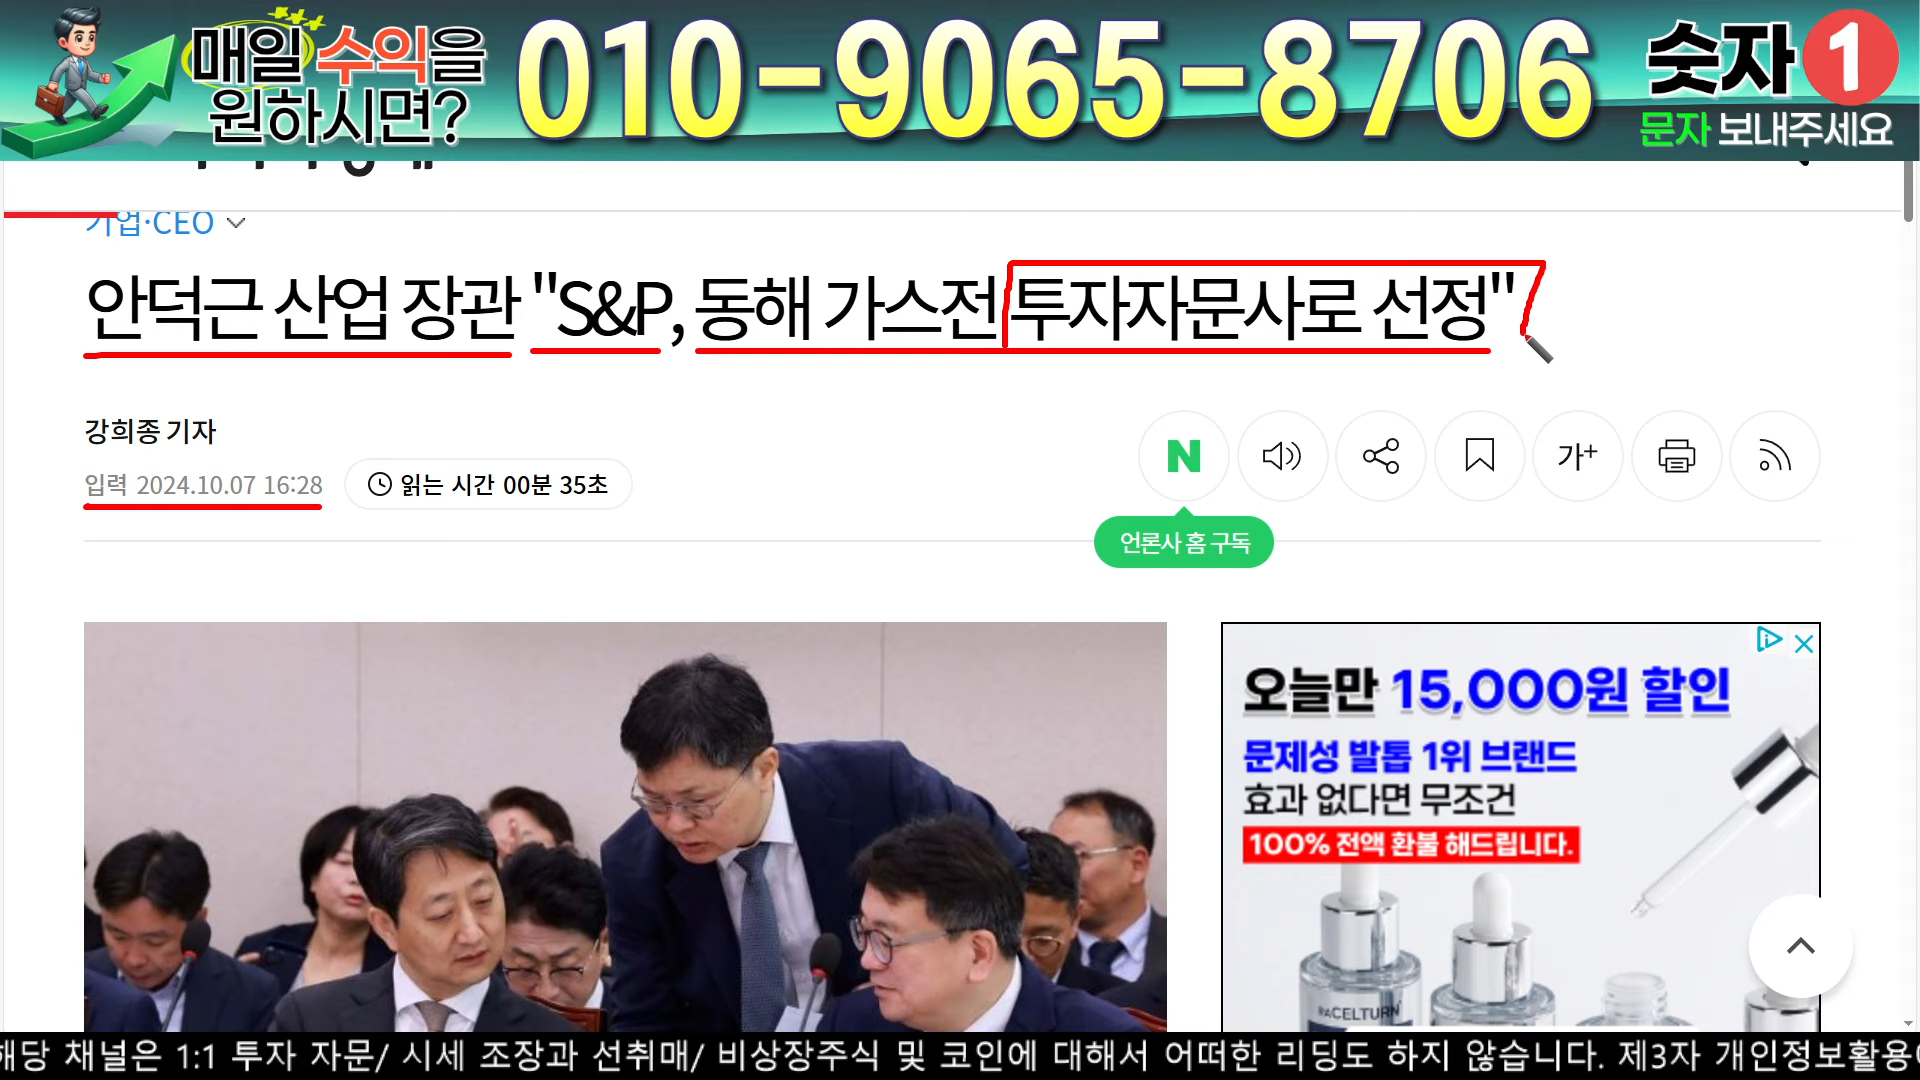 매일 수익을
원하시면?
010-9065-8706
숫자 1
문자 보내주세요
기업·CEO
안덕근 산업 장관 "S&P, 동해 가스전 투자자문사로 선정"
강희종 기자
입력 2024.10.07 16:28
읽는 시간 00분 35초
N
가+
언론사 홈 구독
오늘만 15,000원 할인
문제성 발톱 1위 브랜드
효과 없다면 무조건
100% 전액 환불 해드립니다.
RACELTURN
해당 채널은 1:1 투자 자문/ 시세 조장과 선취매/ 비상장주식 및 코인에 대해서 어떠한 리딩도 하지 않습니다. 제3자 개인정보활용